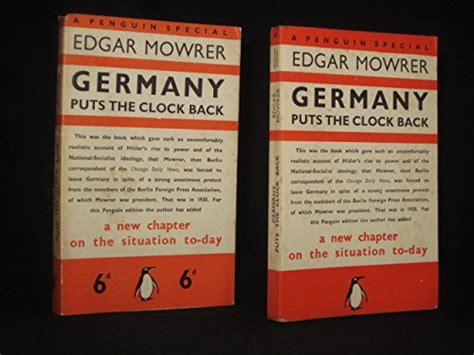 A PENGUIN SPECIAL
EDGAR MOWRER
GERMANY
PUTS THE CLOCK BACK
This was the book which gave such an uncomfortably
realistic account of Hitler's rise to power and of the
National-Socialist ideology, that Mowrer, then Berlin
correspondent of the Chicago Daily News, was forced to
leave Germany in spite of a strong unanimous protest
from the members of the Berlin Foreign Press Association,
of which Mowrer was president. That was in 1933. For
this Penguin edition the author has added
a new chapter
on the situation to-day
6d
6d
A PENGUIN SPECIAL
EDGAR MOWRER
GERMANY
PUTS THE CLOCK BACK
This was the book which gave such an uncomfortably
realistic account of Hitler's rise to power and of the
National-Socialist ideology, that Mowrer, then Berlin
correspondent of the Chicago Daily News, was forced to
leave Germany in spite of a strong unanimous protest
from the members of the Berlin Foreign Press Association,
of which Mowrer was president. That was in 1933. For
this Penguin edition the author has added
a new chapter
on the situation to-day
GERMANY PUTS THE CLOCK BACK